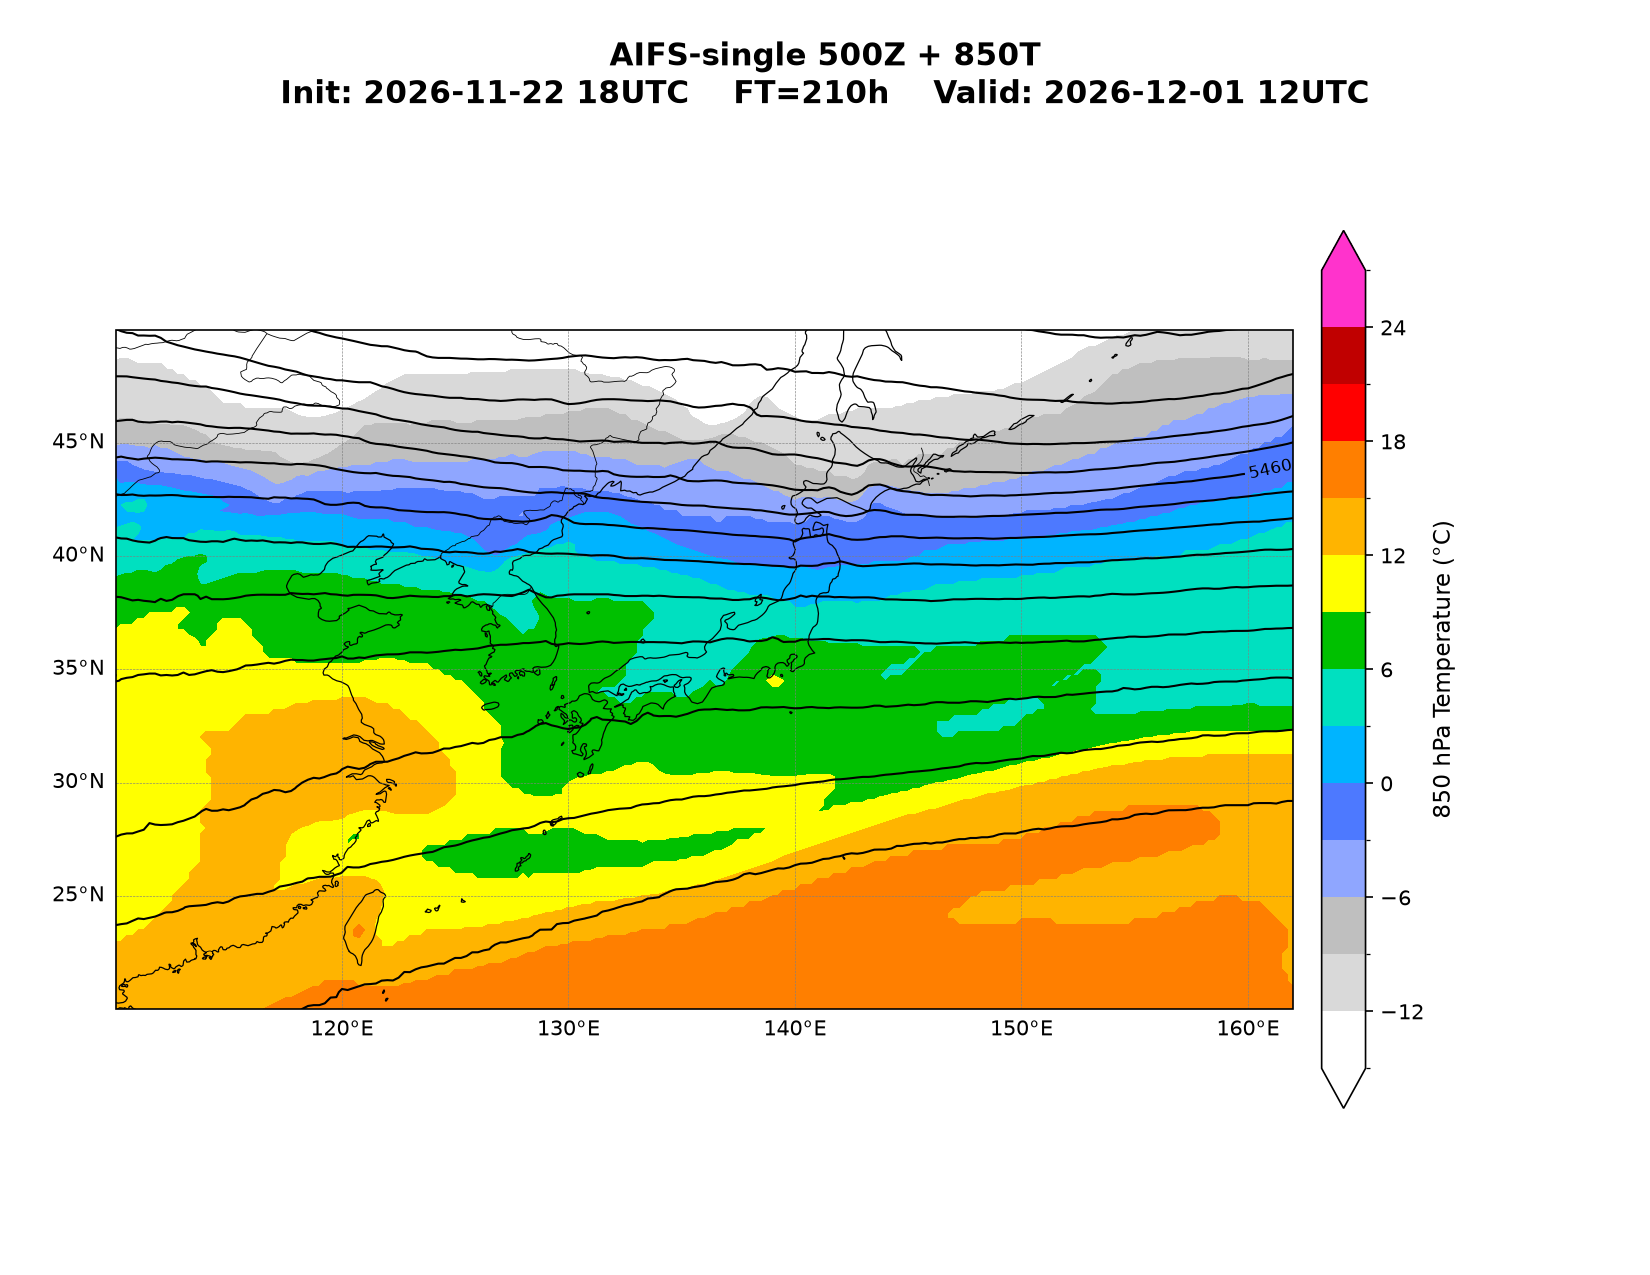 AIFS-single 500Z + 850T
Init: 2026-11-22 18UTC    FT=210h    Valid: 2026-12-01 12UTC
45°N
40°N
35°N
30°N
25°N
120°E
130°E
140°E
150°E
160°E
5460
24
18
12
6
0
−6
−12
850 hPa Temperature (°C)